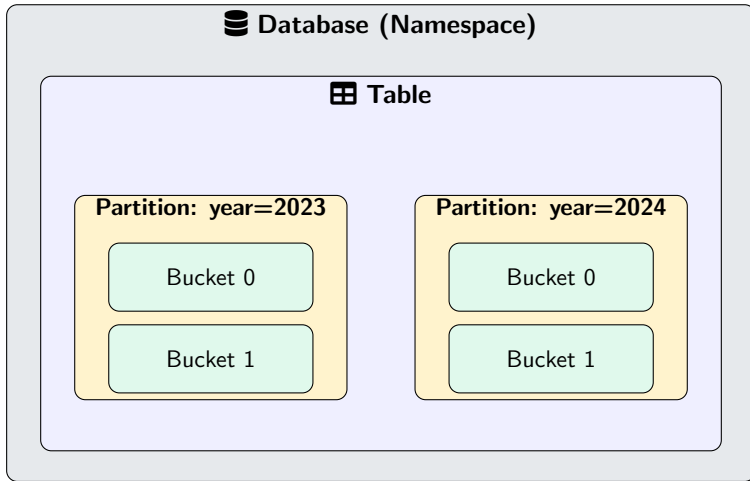 Database (Namespace)
Table
Partition: year=2023
Partition: year=2024
Bucket 0
Bucket 0
Bucket 1
Bucket 1